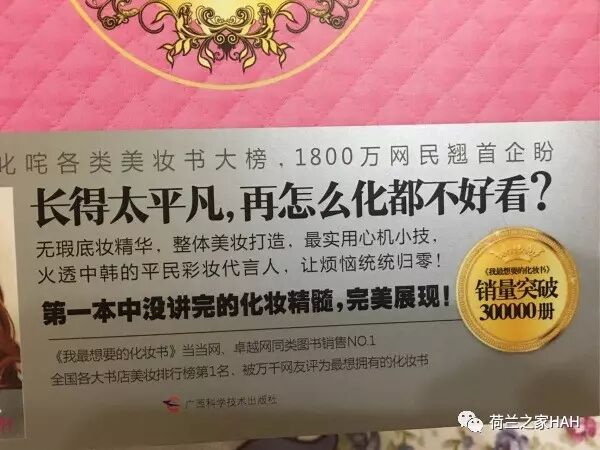 叱咤各类美妆书大榜，1800万网民翘首企盼
长得太平凡，再怎么化都不好看？
无瑕底妆精华，整体美妆打造，最实用心机小技，
火透中韩的平民彩妆代言人，让烦恼统统归零！
第一本中没讲完的化妆精髓，完美展现！
《我最想要的化妆书》
销量突破
300000册
《我最想要的化妆书》当当网、卓越网同类图书销售NO.1
全国各大书店美妆排行榜第1名、被万千网友评为最想拥有的化妆书
广西科学技术出版社
荷兰之家HAH